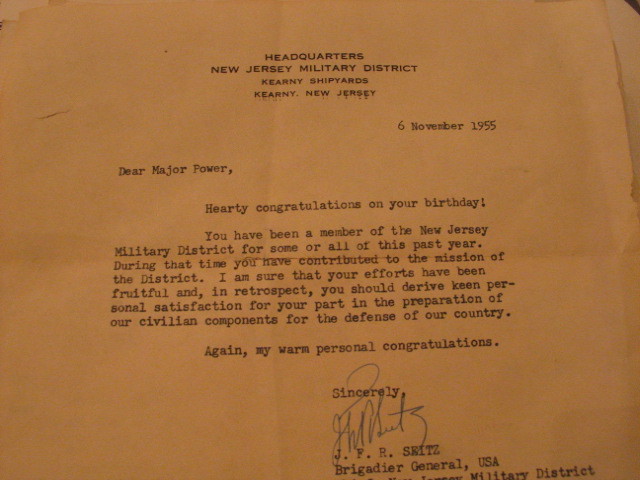 HEADQUARTERS
NEW JERSEY MILITARY DISTRICT
KEARNY SHIPYARDS
KEARNY, NEW JERSEY
6 November 1955
Dear Major Power,
Hearty congratulations on your birthday!
You have been a member of the New Jersey
Military District for some or all of this past year.
During that time you have contributed to the mission of
the District. I am sure that your efforts have been
fruitful and, in retrospect, you should derive keen per-
sonal satisfaction for your part in the preparation of
our civilian components for the defense of our country.
Again, my warm personal congratulations.
Sincerely,
JFRSeitz
J. F. R. SEITZ
Brigadier General, USA
New Jersey Military District